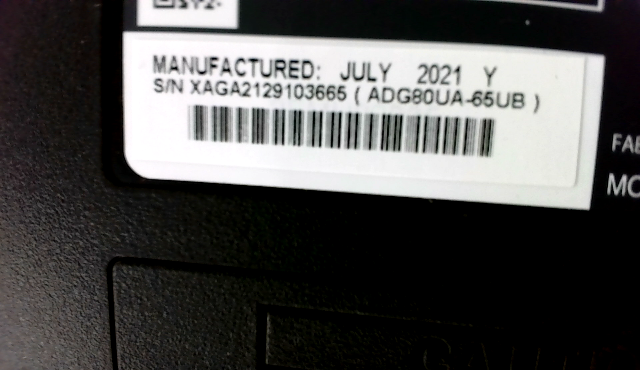 MANUFACTURED: JULY 2021 Y
S/N XAGA2129103665 ( ADG80UA-65UB )